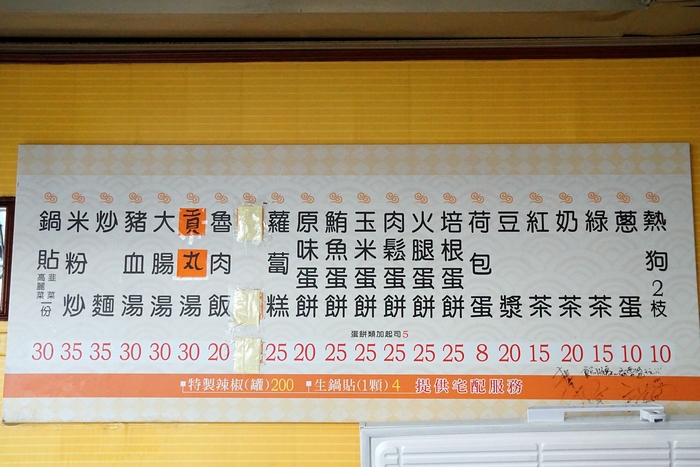 鍋貼
韭菜
高麗菜
一份
米粉炒
炒麵
豬血湯
大腸湯
貢丸湯
魯肉飯
蘿蔔糕
原味蛋餅
鮪魚蛋餅
玉米蛋餅
肉鬆蛋餅
火腿蛋餅
培根蛋餅
荷包蛋
豆漿
紅茶
奶茶
綠茶
蔥蛋
熱狗2枝
蛋餅類加起司5
30 35 35 30 30 30 20 25 20 25 25 25 25 25 8 20 15 20 15 10 10
特製辣椒(罐)200 生鍋貼(1顆)4 提供宅配服務